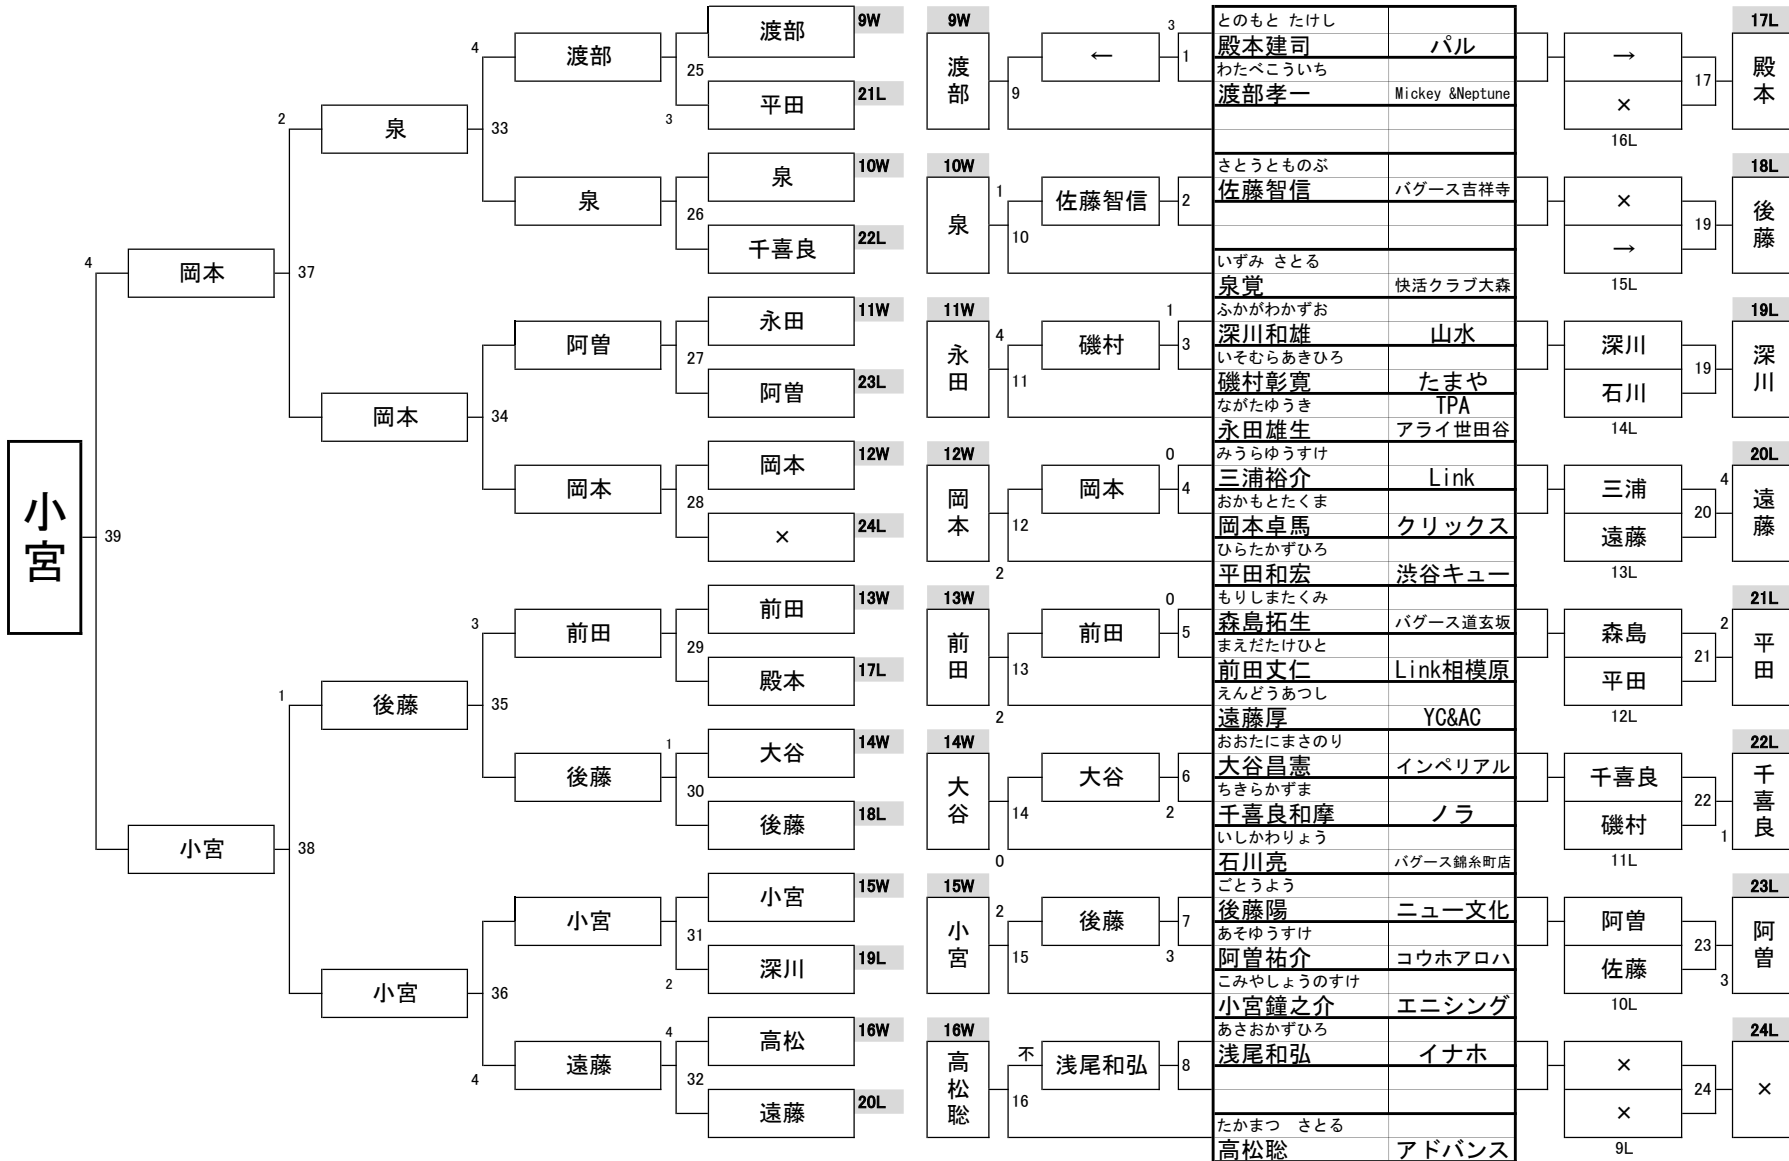 小宮
39
4
岡本
小宮
37
38
2
泉
岡本
1
後藤
小宮
33
34
35
36
4
渡部
泉
阿曽
岡本
3
前田
後藤
小宮
4
遠藤
25
3
26
27
28
29
1
30
31
2
4
32
渡部 9W
平田 21L
泉 10W
千喜良 22L
永田 11W
阿曽 23L
岡本 12W
× 24L
前田 13W
殿本 17L
大谷 14W
後藤 18L
小宮 15W
深川 19L
高松 16W
遠藤 20L
9W
渡部
9
←
3
1
10W
泉
1
10
佐藤智信
2
11W
永田
4
11
磯村
1
3
12W
岡本
12
2
岡本
0
4
13W
前田
13
2
前田
0
5
14W
大谷
14
0
大谷
6
2
15W
小宮
2
15
後藤
7
3
16W
高松聡
不
16
浅尾和弘
8
とのもと たけし
殿本建司 パル
わたべこういち
渡部孝一 Mickey &Neptune
さとうとものぶ
佐藤智信 バグース吉祥寺
いずみ さとる
泉覚 快活クラブ大森
ふかがわかずお
深川和雄 山水
いそむらあきひろ
磯村彰寛 たまや
ながたゆうき TPA
永田雄生 アライ世田谷
みうらゆうすけ
三浦裕介 Link
おかもとたくま
岡本卓馬 クリックス
ひらたかずひろ
平田和宏 渋谷キュー
もりしまたくみ
森島拓生 バグース道玄坂
まえだたけひと
前田丈仁 Link相模原
えんどうあつし
遠藤厚 YC&AC
おおたにまさのり
大谷昌憲 インペリアル
ちきらかずま
千喜良和摩 ノラ
いしかわりょう
石川亮 バグース錦糸町店
ごとうよう
後藤陽 ニュー文化
あそゆうすけ
阿曽祐介 コウホアロハ
こみやしょうのすけ
小宮鐘之介 エニシング
あさおかずひろ
浅尾和弘 イナホ
たかまつ さとる
高松聡 アドバンス
→
×
16L
17
17L
殿本
×
→
15L
19
18L
後藤
深川
石川
14L
19
19L
深川
三浦
遠藤
13L
20
4
20L
遠藤
森島
平田
12L
21
2
21L
平田
千喜良
磯村
11L
22
1
22L
千喜良
阿曽
佐藤
10L
23
3
23L
阿曽
×
×
9L
24
24L
×